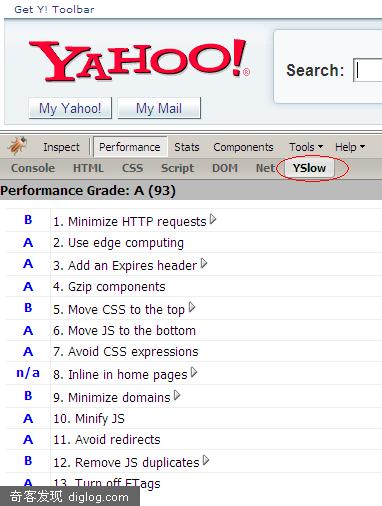 Get Y! Toolbar
YAHOO!®
Search:
My Yahoo! My Mail
Inspect Performance Stats Components Tools Help
Console HTML CSS Script DOM Net YSlow
Performance Grade: A (93)
B 1. Minimize HTTP requests
A 2. Use edge computing
A 3. Add an Expires header
A 4. Gzip components
B 5. Move CSS to the top
A 6. Move JS to the bottom
A 7. Avoid CSS expressions
n/a 8. Inline in home pages
B 9. Minimize domains
A 10. Minify JS
A 11. Avoid redirects
B 12. Remove JS duplicates
A 13. Turn off ETags
奇客发现 diglog.com